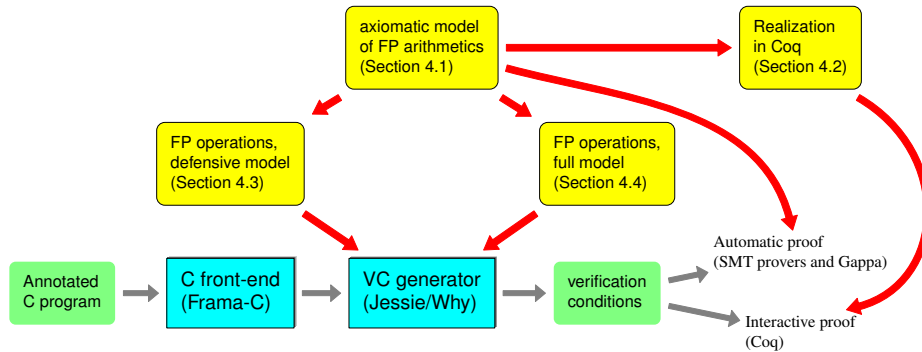 axiomatic model
of FP arithmetics
(Section 4.1)
Realization
in Coq
(Section 4.2)
FP operations,
defensive model
(Section 4.3)
FP operations,
full model
(Section 4.4)
Annotated
C program
C front-end
(Frama-C)
VC generator
(Jessie/Why)
verification
conditions
Automatic proof
(SMT provers and Gappa)
Interactive proof
(Coq)